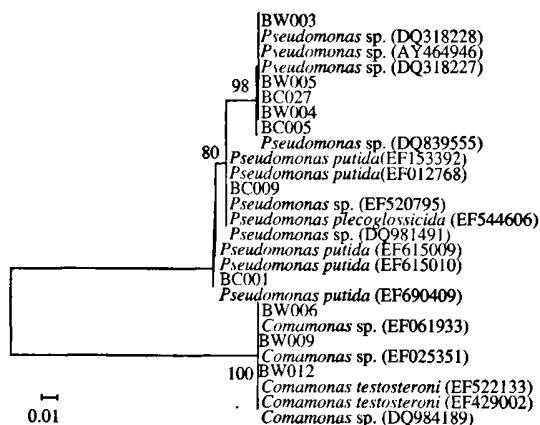 BW003
Pseudomonas sp. (DQ318228)
Pseudomonas sp. (AY464946)
Pseudomonas sp. (DQ318227)
98
BW005
BC027
BW004
BC005
Pseudomonas sp. (DQ839555)
80
Pseudomonas putida(EF153392)
Pseudomonas putida(EF012768)
BC009
Pseudomonas sp. (EF520795)
Pseudomonas plecoglossicida (EF544606)
Pseudomonas sp. (DQ981491)
Pseudomonas putida (EF615009)
Pseudomonas putida (EF615010)
BC001
Pseudomonas putida (EF690409)
BW006
Comamonas sp. (EF061933)
BW009
Comamonas sp. (EF025351)
100
BW012
Comamonas testosteroni (EF522133)
Comamonas testosteroni (EF429002)
Comamonas sp. (DQ984189)
0.01